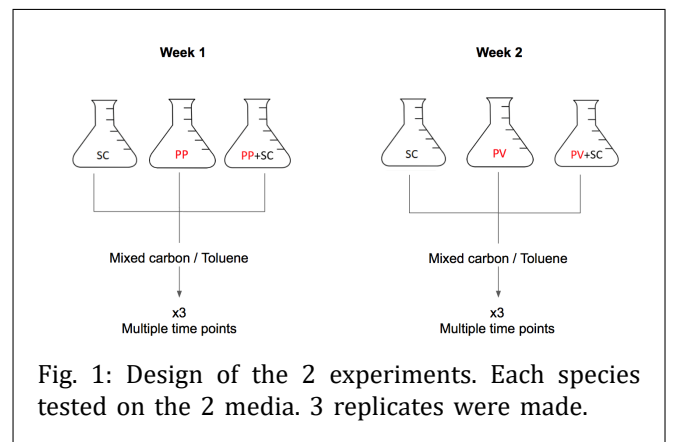 Week 1
Week 2
SC
PP
PP+SC
SC
PV
PV+SC
Mixed carbon / Toluene
Mixed carbon / Toluene
x3
Multiple time points
x3
Multiple time points
Fig. 1: Design of the 2 experiments. Each species
tested on the 2 media. 3 replicates were made.